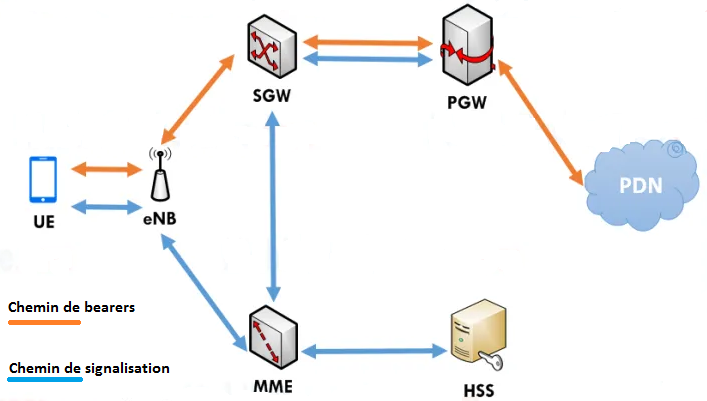 SGW
PGW
PDN
UE
eNB
Chemin de bearers
Chemin de signalisation
MME
HSS